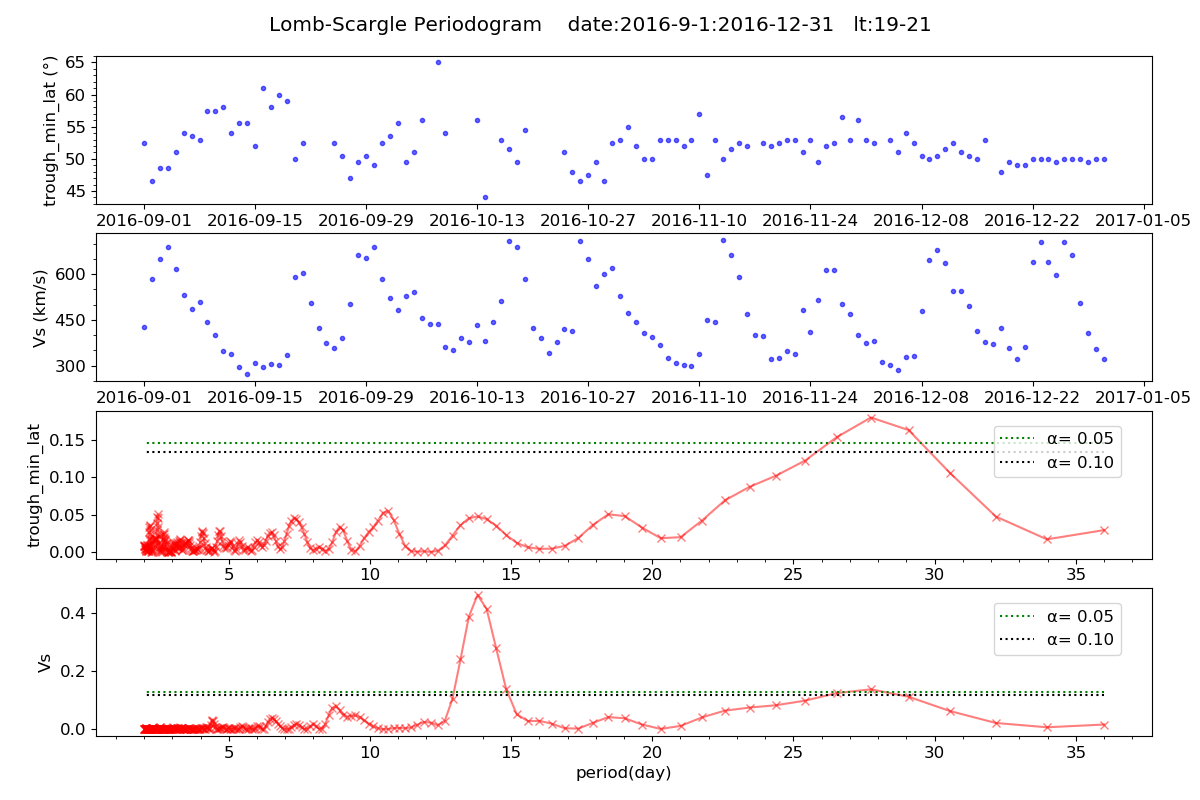 Lomb-Scargle Periodogram    date:2016-9-1:2016-12-31   lt:19-21
trough_min_lat (°)
65
60
55
50
45
2016-09-01 2016-09-15 2016-09-29 2016-10-13 2016-10-27 2016-11-10 2016-11-24 2016-12-08 2016-12-22 2017-01-05
Vs (km/s)
600
450
300
2016-09-01 2016-09-15 2016-09-29 2016-10-13 2016-10-27 2016-11-10 2016-11-24 2016-12-08 2016-12-22 2017-01-05
trough_min_lat
0.15
0.10
0.05
0.00
α= 0.05
α= 0.10
5 10 15 20 25 30 35
Vs
0.4
0.2
0.0
α= 0.05
α= 0.10
5 10 15 20 25 30 35
period(day)